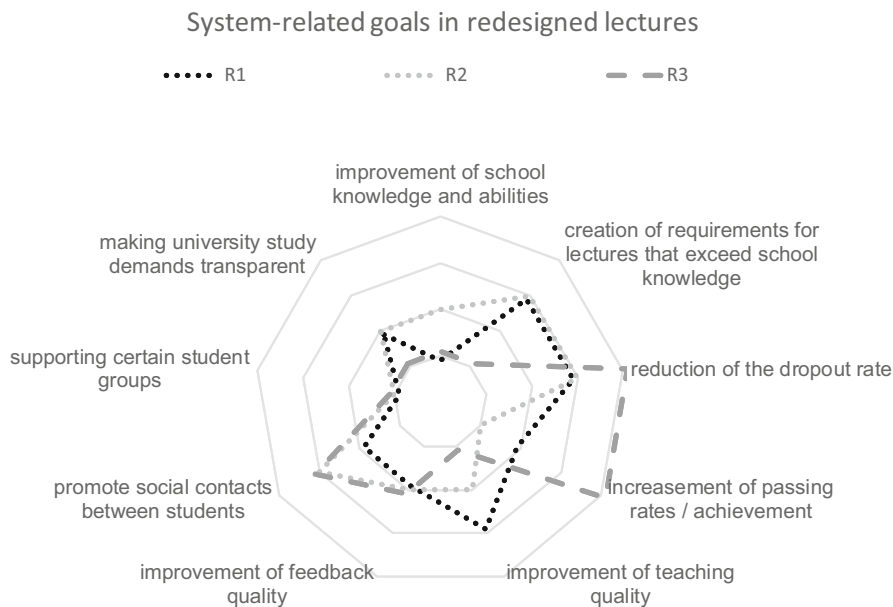 System-related goals in redesigned lectures
R1 R2 R3
improvement of school
knowledge and abilities
creation of requirements for
lectures that exceed school
knowledge
reduction of the dropout rate
increasement of passing
rates / achievement
improvement of teaching
quality
improvement of feedback
quality
promote social contacts
between students
supporting certain student
groups
making university study
demands transparent